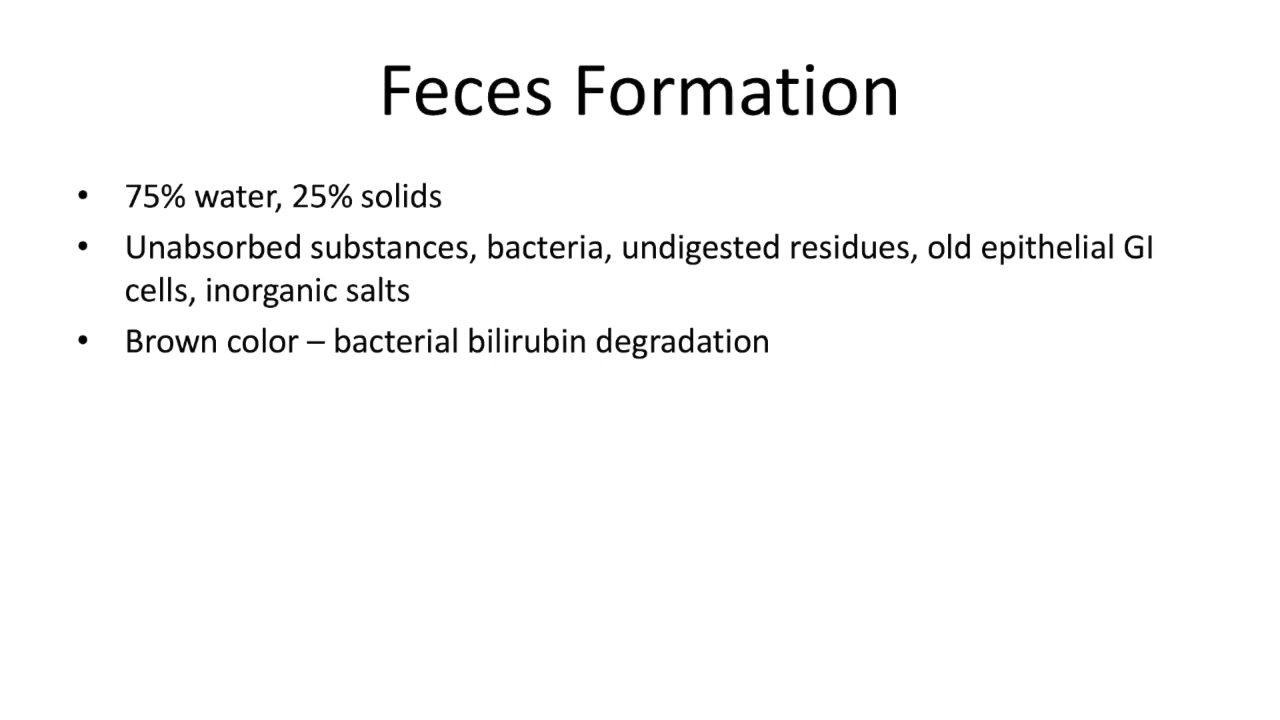 Feces Formation
• 75% water, 25% solids
• Unabsorbed substances, bacteria, undigested residues, old epithelial GI
cells, inorganic salts
• Brown color – bacterial bilirubin degradation